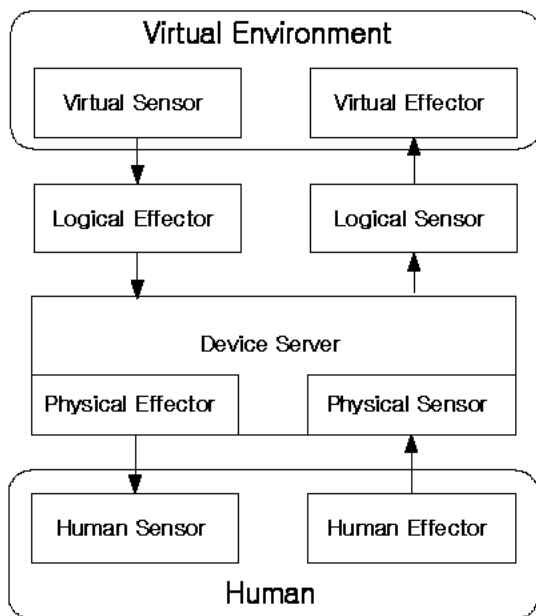 Virtual Environment
Virtual Sensor
Virtual Effector
Logical Effector
Logical Sensor
Device Server
Physical Effector
Physical Sensor
Human Sensor
Human Effector
Human